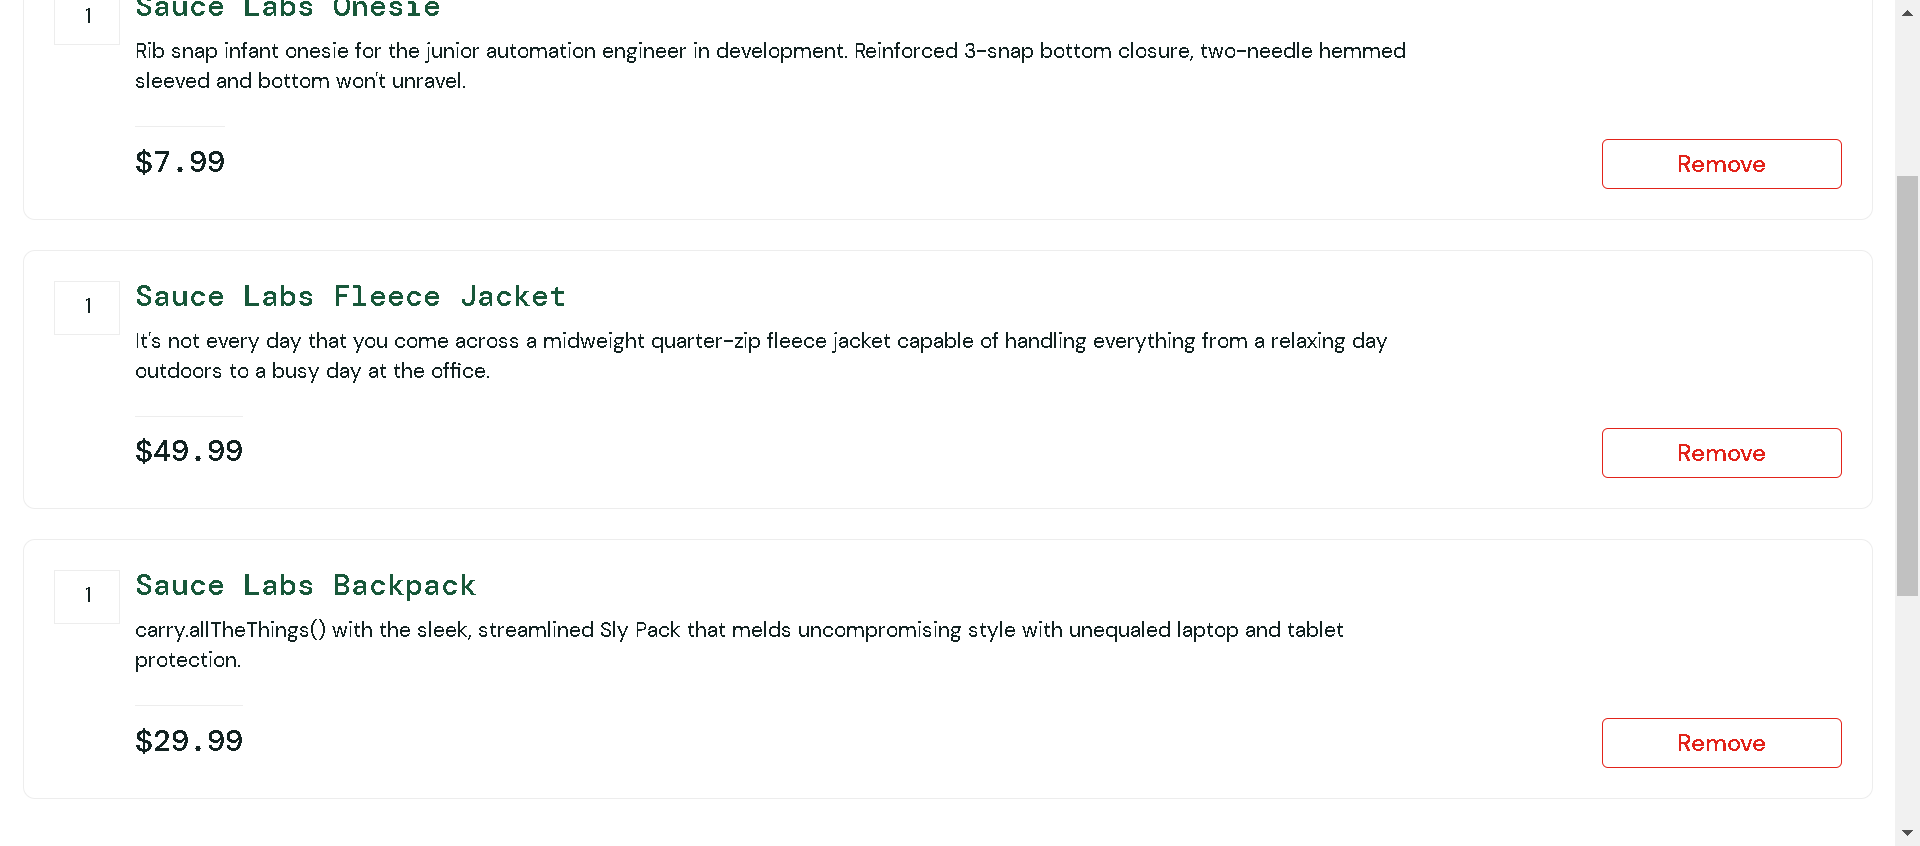 1
Sauce Labs Onesie
Rib snap infant onesie for the junior automation engineer in development. Reinforced 3-snap bottom closure, two-needle hemmed
sleeved and bottom won't unravel.
$7.99
Remove
1
Sauce Labs Fleece Jacket
It's not every day that you come across a midweight quarter-zip fleece jacket capable of handling everything from a relaxing day
outdoors to a busy day at the office.
$49.99
Remove
1
Sauce Labs Backpack
carry.allTheThings() with the sleek, streamlined Sly Pack that melds uncompromising style with unequaled laptop and tablet
protection.
$29.99
Remove